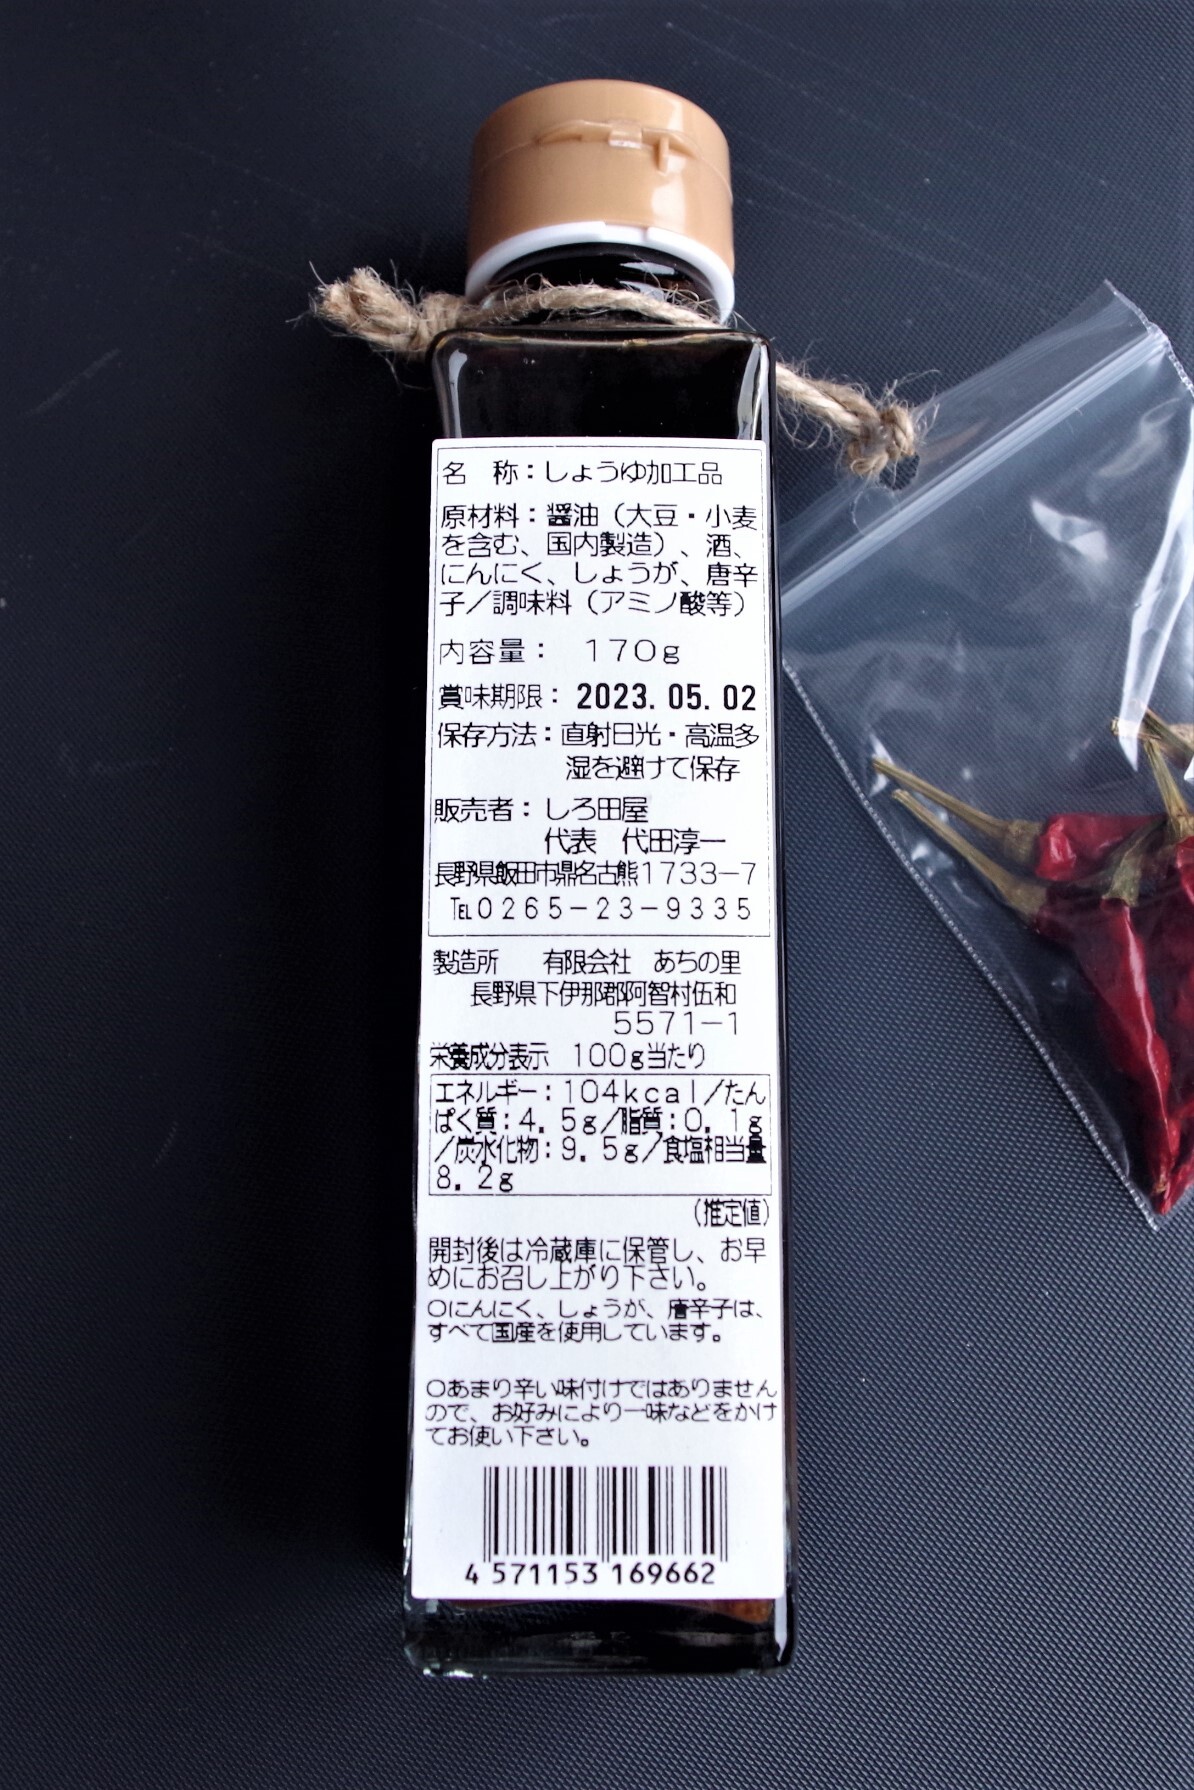 名　称：しょうゆ加工品
原材料：醤油（大豆・小麦
を含む、国内製造）、酒、
にんにく、しょうが、唐辛
子／調味料（アミノ酸等）
内容量：　１７０ｇ
賞味期限：2023.05.02
保存方法：直射日光・高温多
湿を避けて保存
販売者：しろ田屋
代表　代田淳一
長野県飯田市鼎名古熊１７３３－７
℡０２６５－２３－９３３５
製造所　有限会社　あちの里
長野県下伊那郡阿智村伍和
５５７１－１
栄養成分表示　１００ｇ当たり
エネルギー：１０４ｋｃａｌ／たん
ぱく質：４．５ｇ／脂質：０．１ｇ
／炭水化物：９．５ｇ／食塩相当量
８．２ｇ
（推定値）
開封後は冷蔵庫に保管し、お早
めにお召し上がり下さい。
○にんにく、しょうが、唐辛子は、
すべて国産を使用しています。
○あまり辛い味付けではありません
ので、お好みにより一味などをかけ
てお使い下さい。
4 571153 169662